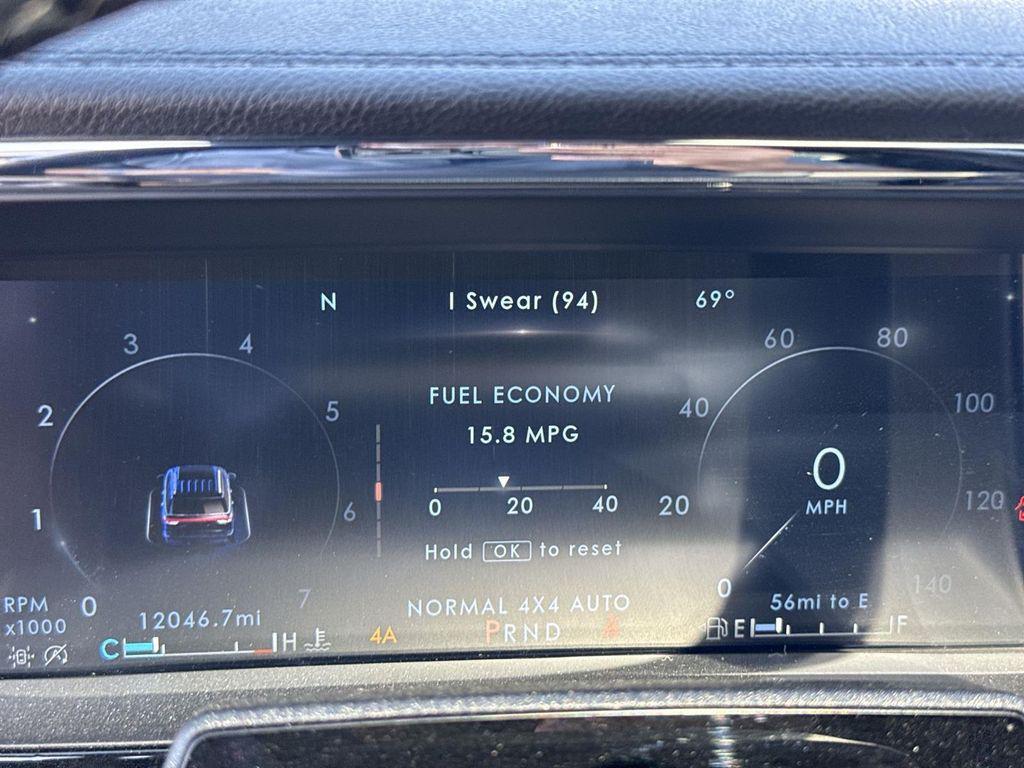 N
I Swear (94)
69°
3
4
2
5
1
6
RPM
x1000
0
7
12046.7mi
C
H
FUEL ECONOMY
15.8 MPG
0 20 40
Hold OK to reset
NORMAL 4X4 AUTO
4A
PRND
60
80
40
100
20
120
0
140
0
MPH
56mi to E
E
F